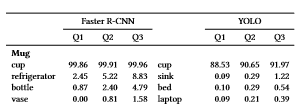 Faster R-CNN YOLO
Q1 Q2 Q3 Q1 Q2 Q3
Mug
cup 99.86 99.91 99.96 cup 88.53 90.65 91.97
refrigerator 2.45 5.22 8.83 sink 0.09 0.29 1.22
bottle 0.87 2.40 4.79 bed 0.10 0.29 0.54
vase 0.00 0.81 1.58 laptop 0.09 0.21 0.39